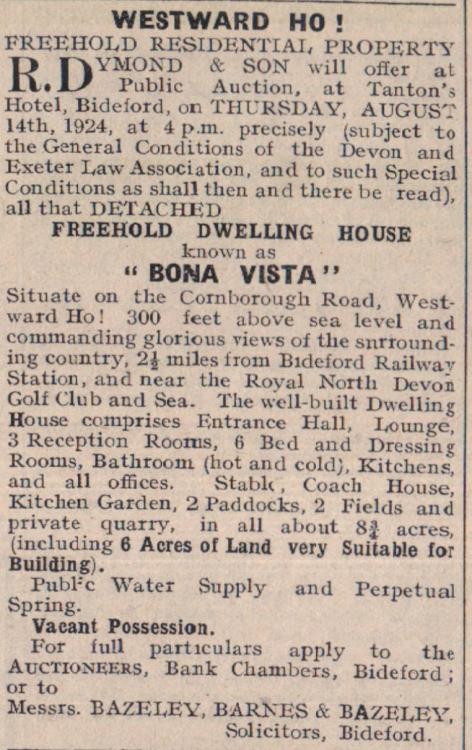 WESTWARD HO!
FREEHOLD RESIDENTIAL PROPERTY
R. DYMOND & SON will offer at
Public Auction, at Tanton's
Hotel, Bideford, on THURSDAY, AUGUST
14th, 1924, at 4 p.m. precisely (subject to
the General Conditions of the Devon and
Exeter Law Association, and to such Special
Conditions as shall then and there be read),
all that DETACHED
FREEHOLD DWELLING HOUSE
known as
"BONA VISTA"
Situate on the Cornborough Road, West-
ward Ho! 300 feet above sea level and
commanding glorious views of the snrround-
ing country, 2½ miles from Bideford Railway
Station, and near the Royal North Devon
Golf Club and Sea. The well-built Dwelling
House comprises Entrance Hall, Lounge,
3 Reception Rooms, 6 Bed and Dressing
Rooms, Bathroom (hot and cold), Kitchens,
and all offices. Stable, Coach House,
Kitchen Garden, 2 Paddocks, 2 Fields and
private quarry, in all about 8¾ acres,
(including 6 Acres of Land very Suitable for
Building).
Public Water Supply and Perpetual
Spring.
Vacant Possession.
For full particulars apply to the
AUCTIONEERS, Bank Chambers, Bideford;
or to
Messrs. BAZELEY, BARNES & BAZELEY,
Solicitors, Bideford.